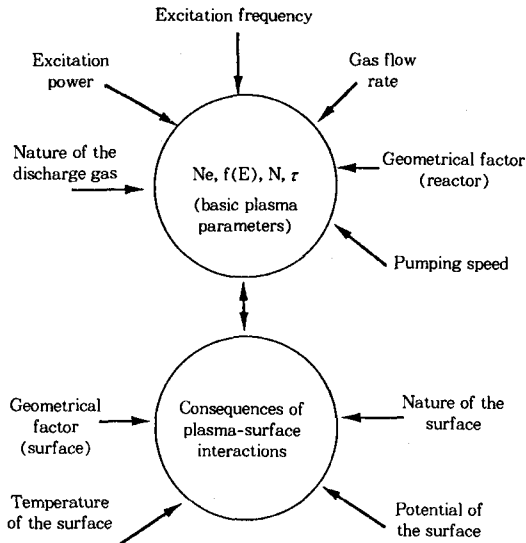 Excitation frequency
Excitation
power
Gas flow
rate
Nature of the
discharge gas
Ne, f(E), N, τ
(basic plasma
parameters)
Geometrical factor
(reactor)
Pumping speed
Geometrical
factor
(surface)
Consequences of
plasma-surface
interactions
Nature of the
surface
Temperature
of the surface
Potential of
the surface